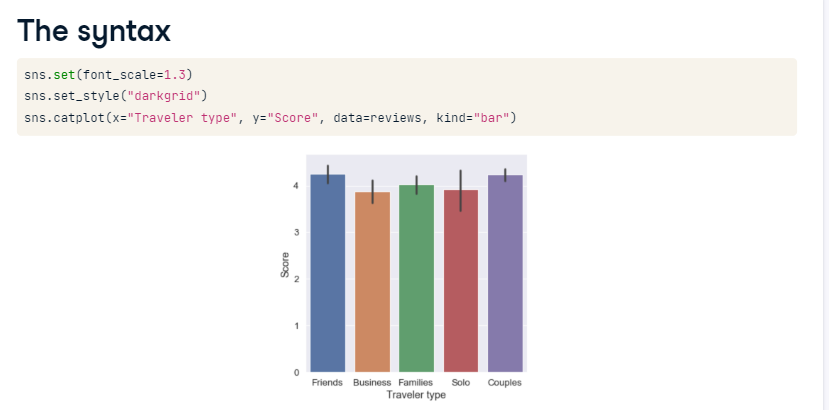 The syntax
sns.set(font_scale=1.3)
sns.set_style("darkgrid")
sns.catplot(x="Traveler type", y="Score", data=reviews, kind="bar")
4
3
2
1
0
Score
Friends Business Families Solo Couples
Traveler type